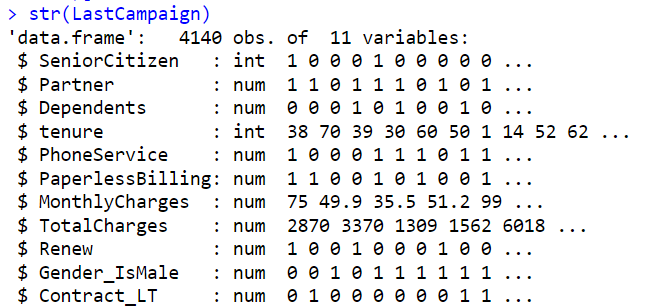 > str(LastCampaign)
'data.frame':   4140 obs. of  11 variables:
 $ SeniorCitizen   : int  1 0 0 0 1 0 0 0 0 0 ...
 $ Partner         : num  1 1 0 1 1 1 0 1 0 1 ...
 $ Dependents      : num  0 0 0 1 0 1 0 0 1 0 ...
 $ tenure          : int  38 70 39 30 60 50 1 14 52 62 ...
 $ PhoneService    : num  1 0 0 0 1 1 1 0 1 1 ...
 $ PaperlessBilling: num  1 1 0 0 1 0 1 0 0 1 ...
 $ MonthlyCharges  : num  75 49.9 35.5 51.2 99 ...
 $ TotalCharges    : num  2870 3370 1309 1562 6018 ...
 $ Renew           : num  1 0 0 1 0 0 0 1 0 0 ...
 $ Gender_IsMale   : num  0 0 1 0 1 1 1 1 1 1 ...
 $ Contract_LT     : num  0 1 0 0 0 0 0 0 1 1 ...